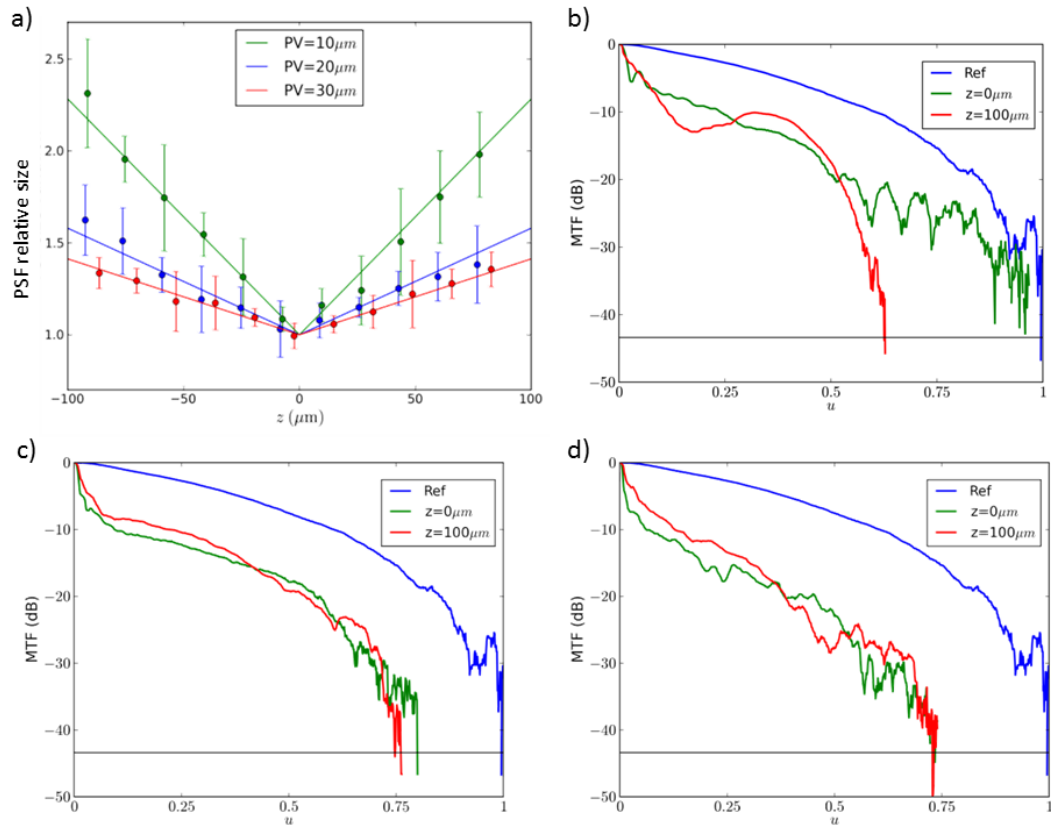 a)
2.5
2.0
1.5
1.0
PSF relative size
−100
−50
0
50
100
z (μm)
PV=10μm
PV=20μm
PV=30μm
b)
0
−10
−20
−30
−40
−50
MTF (dB)
0
0.25
0.5
0.75
1
u
Ref
z=0μm
z=100μm
c)
0
−10
−20
−30
−40
−50
MTF (dB)
0
0.25
0.5
0.75
1
u
Ref
z=0μm
z=100μm
d)
0
−10
−20
−30
−40
−50
MTF (dB)
0
0.25
0.5
0.75
1
u
Ref
z=0μm
z=100μm